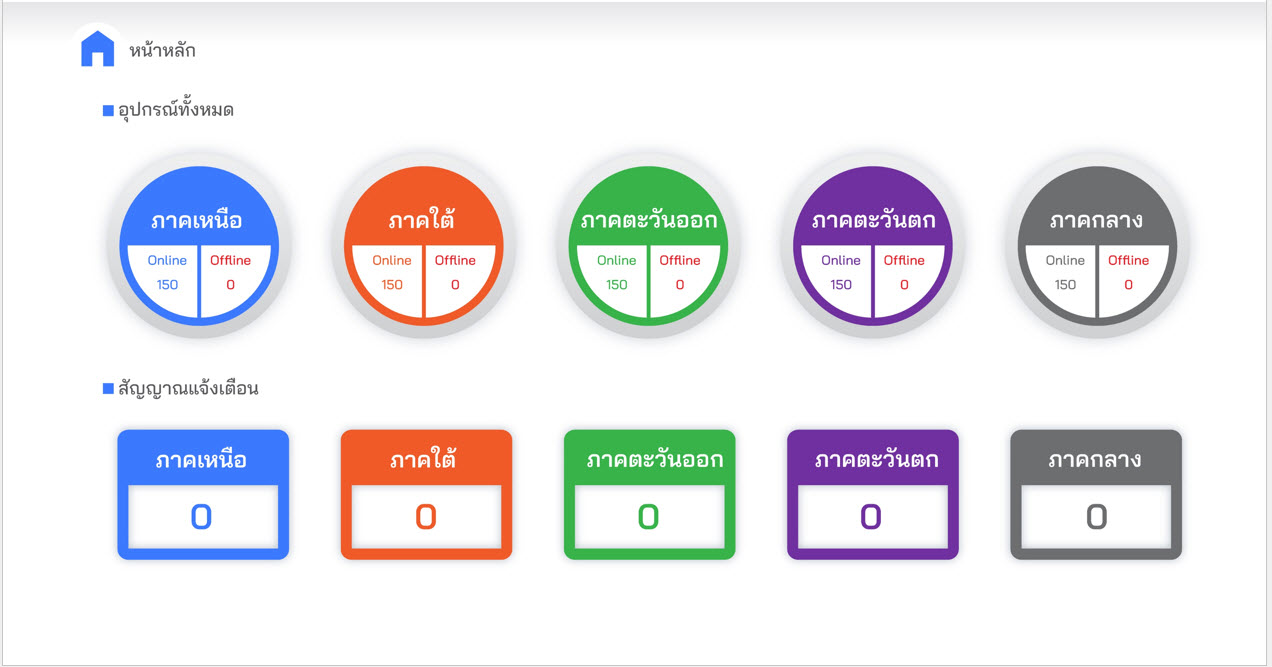 หน้าหลัก
อุปกรณ์ทั้งหมด
ภาคเหนือ
Online Offline
150 0
ภาคใต้
Online Offline
150 0
ภาคตะวันออก
Online Offline
150 0
ภาคตะวันตก
Online Offline
150 0
ภาคกลาง
Online Offline
150 0
สัญญาณแจ้งเตือน
ภาคเหนือ
0
ภาคใต้
0
ภาคตะวันออก
0
ภาคตะวันตก
0
ภาคกลาง
0